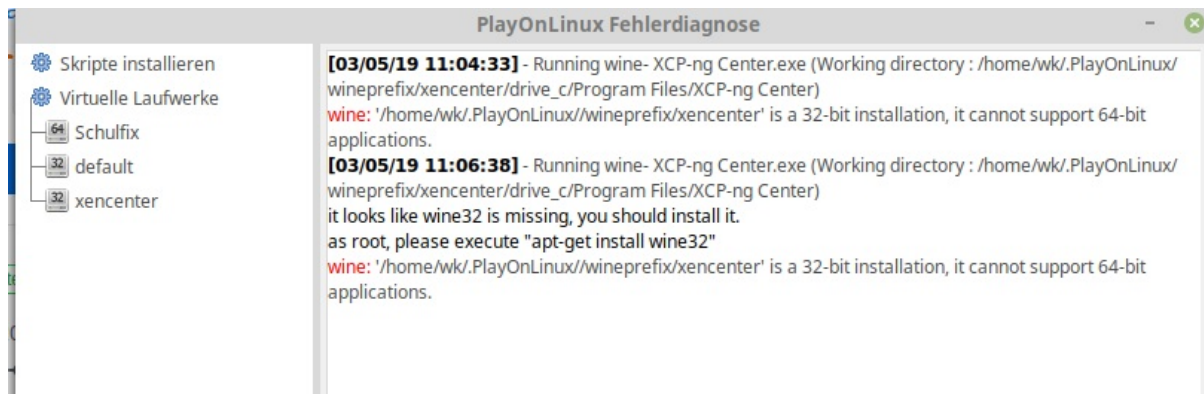 PlayOnLinux Fehlerdiagnose
Skripte installieren
Virtuelle Laufwerke
64 Schulfix
32 default
32 xencenter
[03/05/19 11:04:33] - Running wine- XCP-ng Center.exe (Working directory : /home/wk/.PlayOnLinux/
wineprefix/xencenter/drive_c/Program Files/XCP-ng Center)
wine: '/home/wk/.PlayOnLinux//wineprefix/xencenter' is a 32-bit installation, it cannot support 64-bit
applications.
[03/05/19 11:06:38] - Running wine- XCP-ng Center.exe (Working directory : /home/wk/.PlayOnLinux/
wineprefix/xencenter/drive_c/Program Files/XCP-ng Center)
it looks like wine32 is missing, you should install it.
as root, please execute "apt-get install wine32"
wine: '/home/wk/.PlayOnLinux//wineprefix/xencenter' is a 32-bit installation, it cannot support 64-bit
applications.